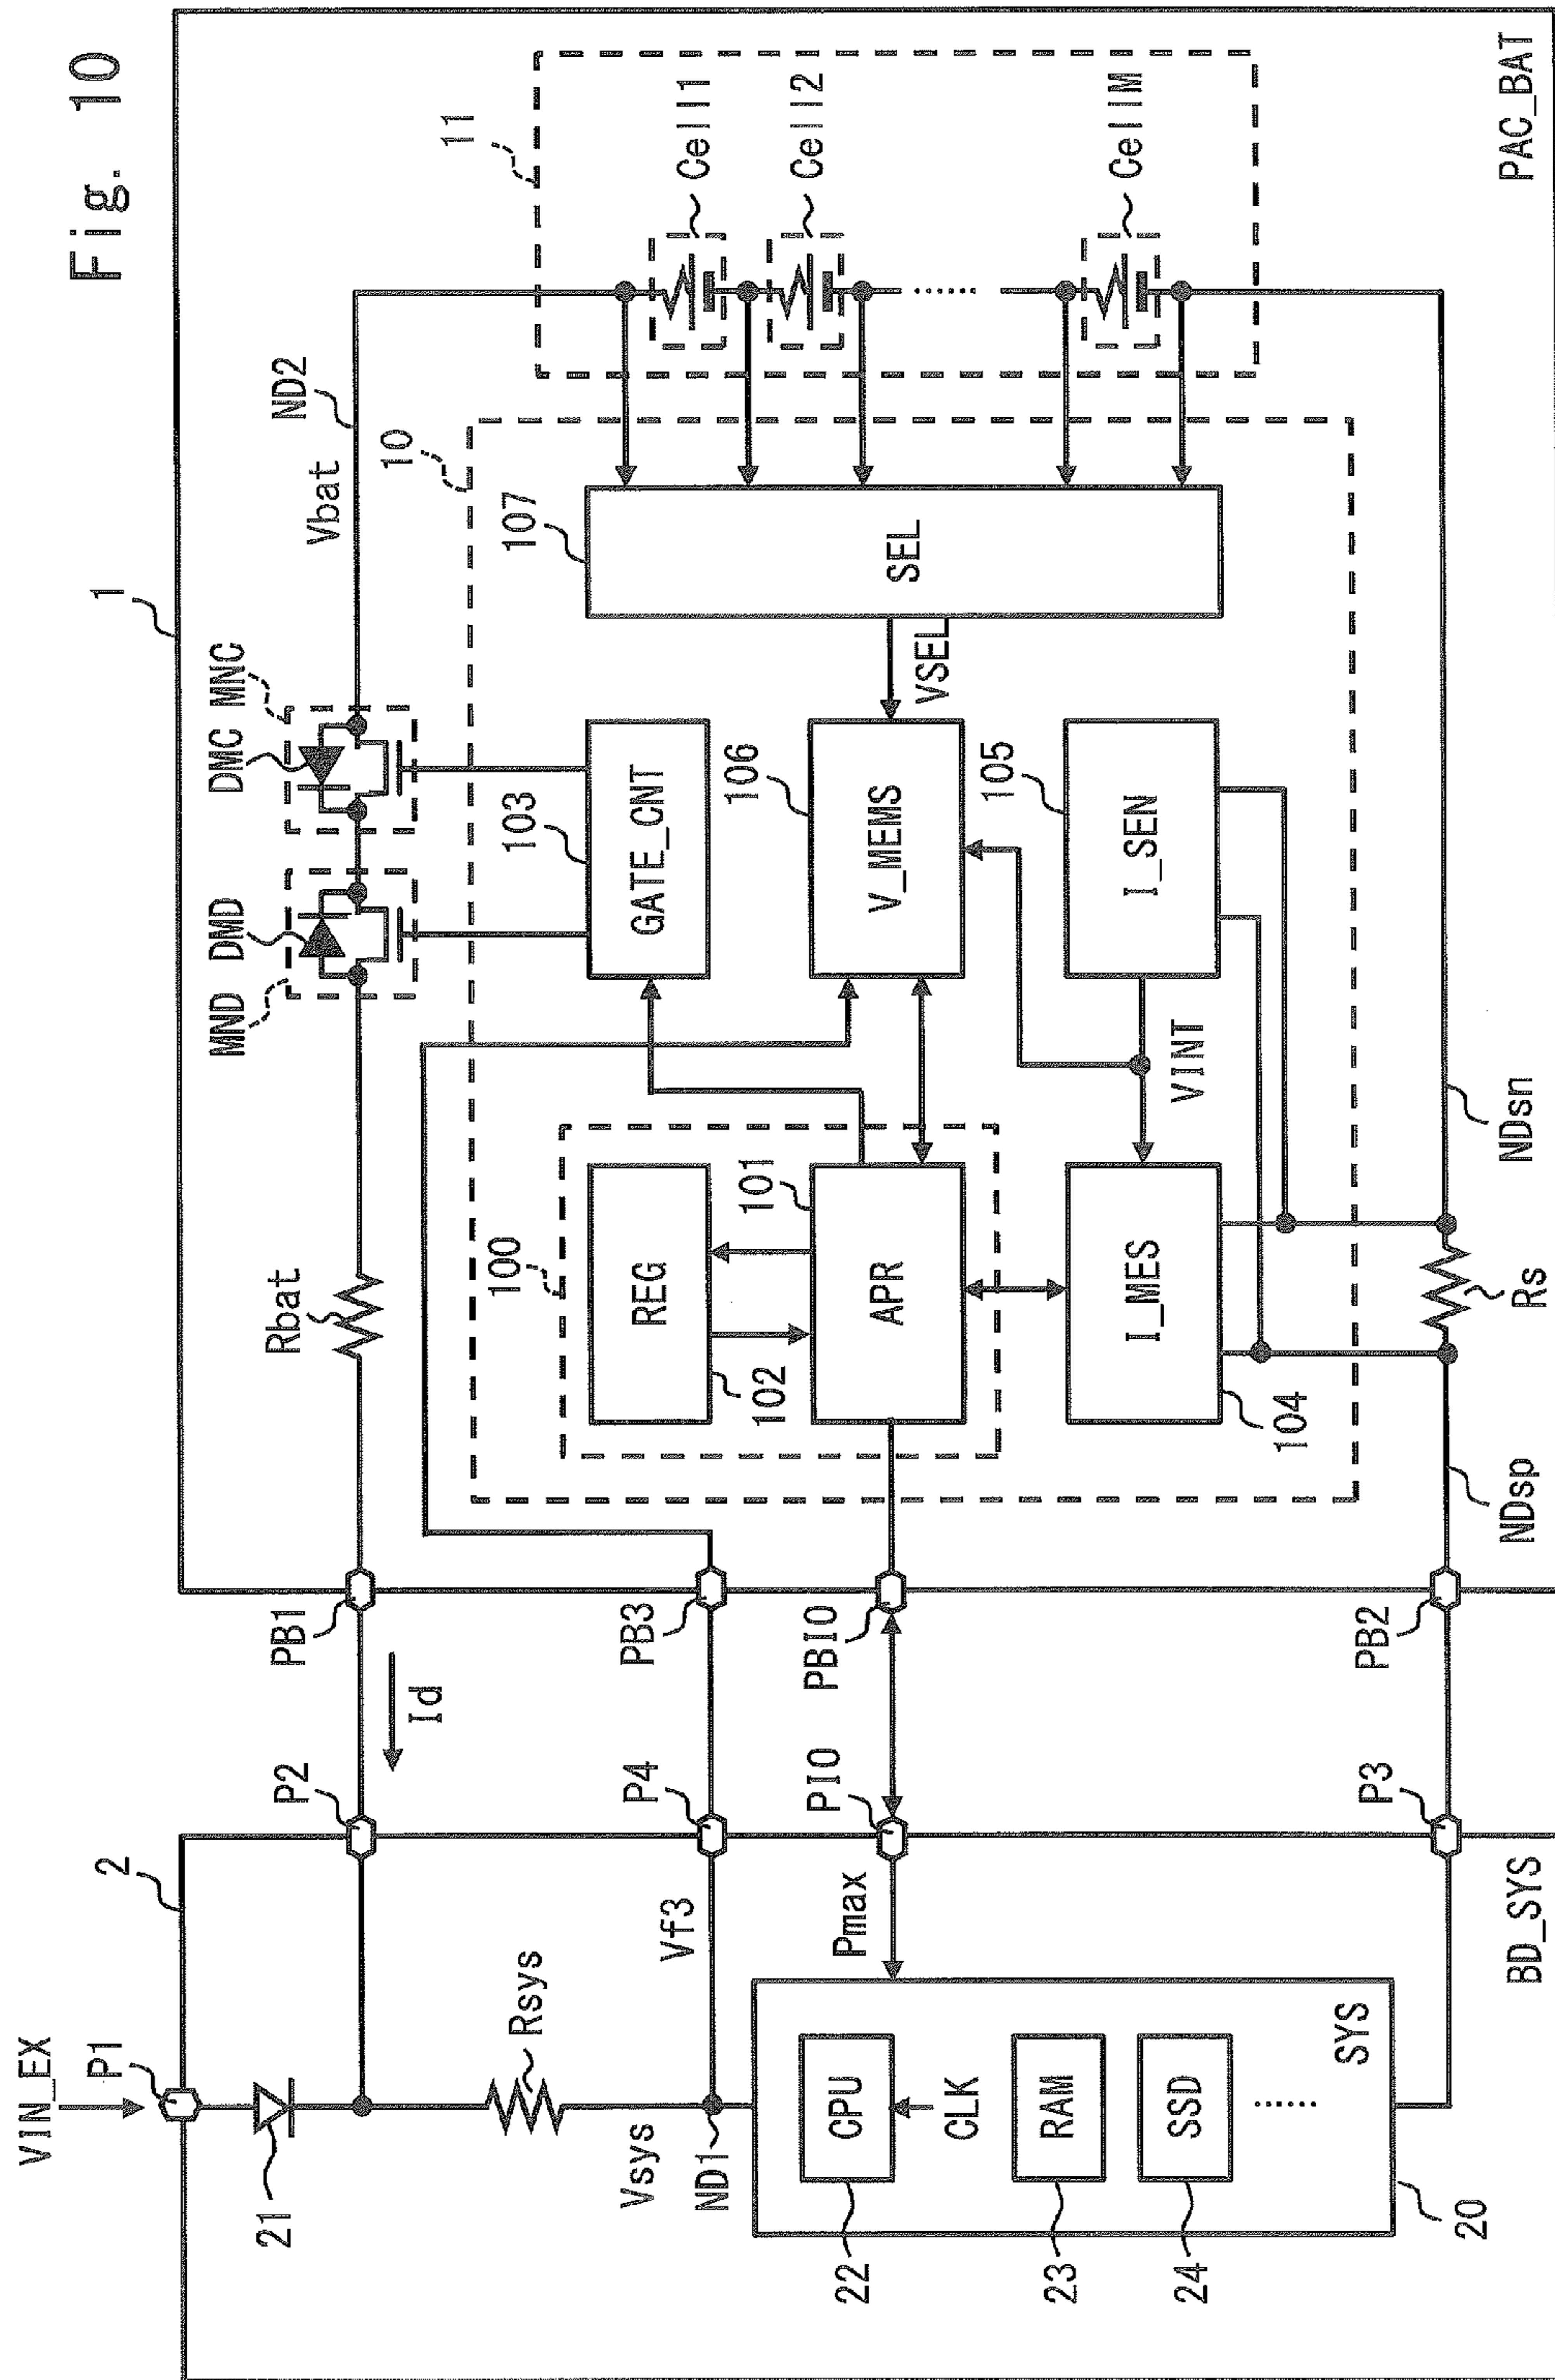 Fig. 10
1
PAC_BAT
11
Cell1
Cell2
CellM
ND2
Vbat
10
107
SEL
VSEL
DMC MNC
MND DMD
103
GATE_CNT
106
V_MEMS
105
I_SEN
VINT
100
REG
102
101
APR
I_MES
104
Rbat
NDsn
Rs
NDsp
PB1
PB3
PBIO
PB2
Id
P2
P4
PIO
P3
2
BD_SYS
VIN_EX
P1
21
Rsys
Vf3
Pmax
Vsys
ND1
SYS
CPU
CLK
RAM
SSD
22
23
24
20